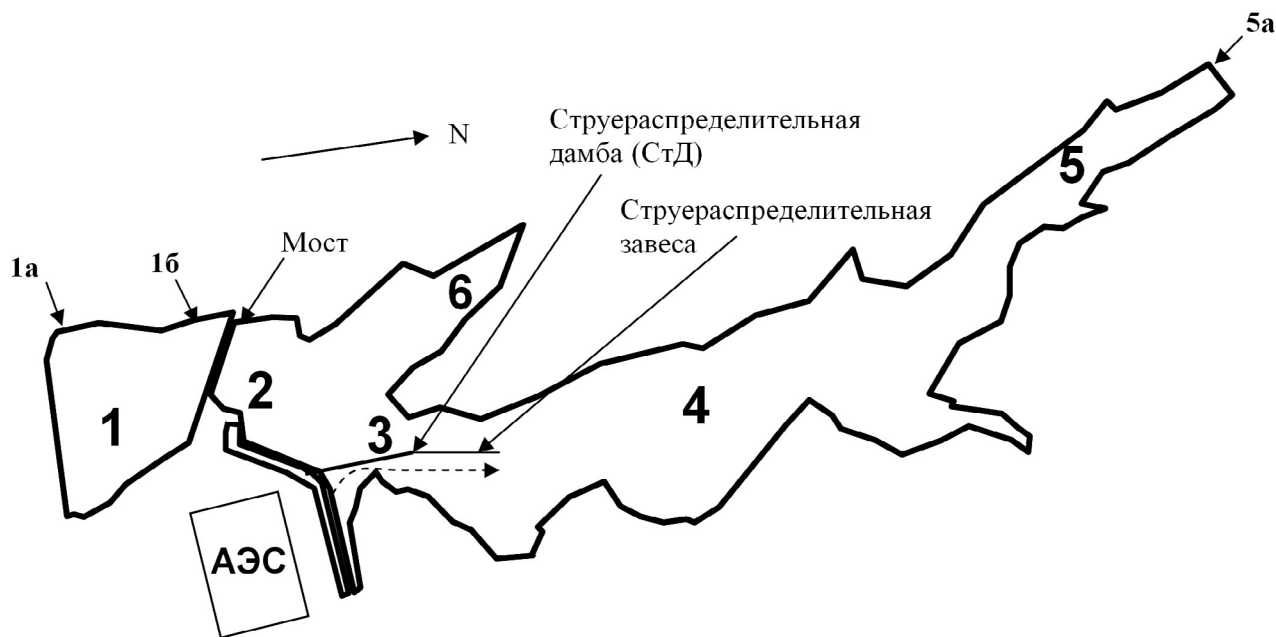 5а
Струераспределительная
дамба (СтД)
N
Струераспределительная
завеса
5
Мост
1б
1а
6
2
4
1
3
АЭС